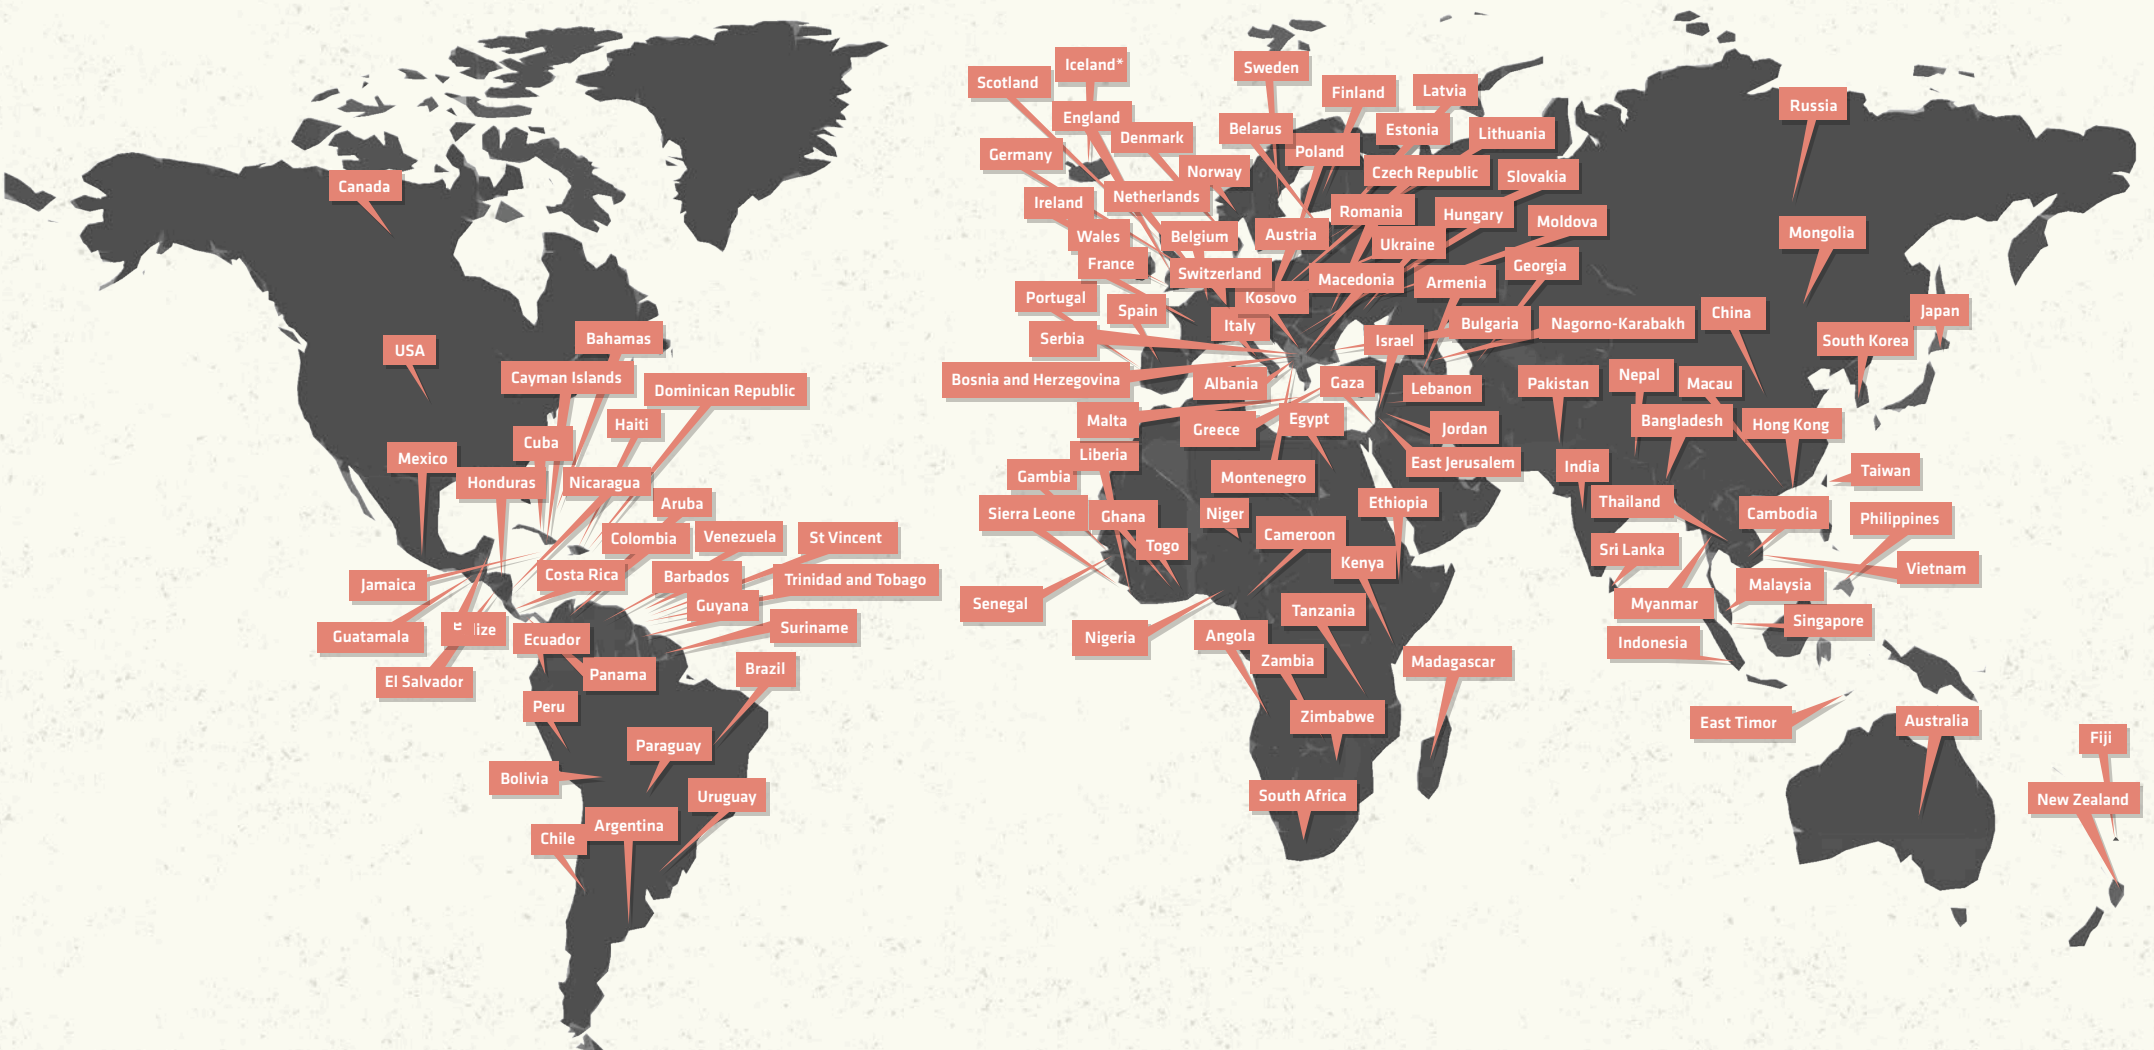 Canada
USA
Mexico
Bahamas
Cayman Islands
Dominican Republic
Haiti
Cuba
Honduras
Nicaragua
Aruba
Colombia
Venezuela
St Vincent
Costa Rica
Barbados
Trinidad and Tobago
Guyana
Suriname
Jamaica
Guatamala
lize
El Salvador
Ecuador
Panama
Brazil
Peru
Paraguay
Bolivia
Uruguay
Argentina
Chile
Iceland*
Scotland
England
Denmark
Germany
Norway
Netherlands
Ireland
Wales
Belgium
France
Switzerland
Portugal
Spain
Kosovo
Italy
Serbia
Bosnia and Herzegovina
Albania
Malta
Greece
Sweden
Finland
Latvia
Belarus
Estonia
Lithuania
Poland
Czech Republic
Slovakia
Romania
Hungary
Moldova
Austria
Ukraine
Georgia
Macedonia
Armenia
Bulgaria
Nagorno-Karabakh
Israel
Gaza
Lebanon
Egypt
Jordan
East Jerusalem
Montenegro
Liberia
Gambia
Sierra Leone
Ghana
Togo
Niger
Cameroon
Ethiopia
Kenya
Senegal
Nigeria
Angola
Tanzania
Zambia
Madagascar
Zimbabwe
South Africa
Russia
Mongolia
China
Japan
South Korea
Pakistan
Nepal
Macau
Bangladesh
Hong Kong
India
Taiwan
Thailand
Cambodia
Philippines
Sri Lanka
Vietnam
Malaysia
Myanmar
Singapore
Indonesia
East Timor
Australia
Fiji
New Zealand